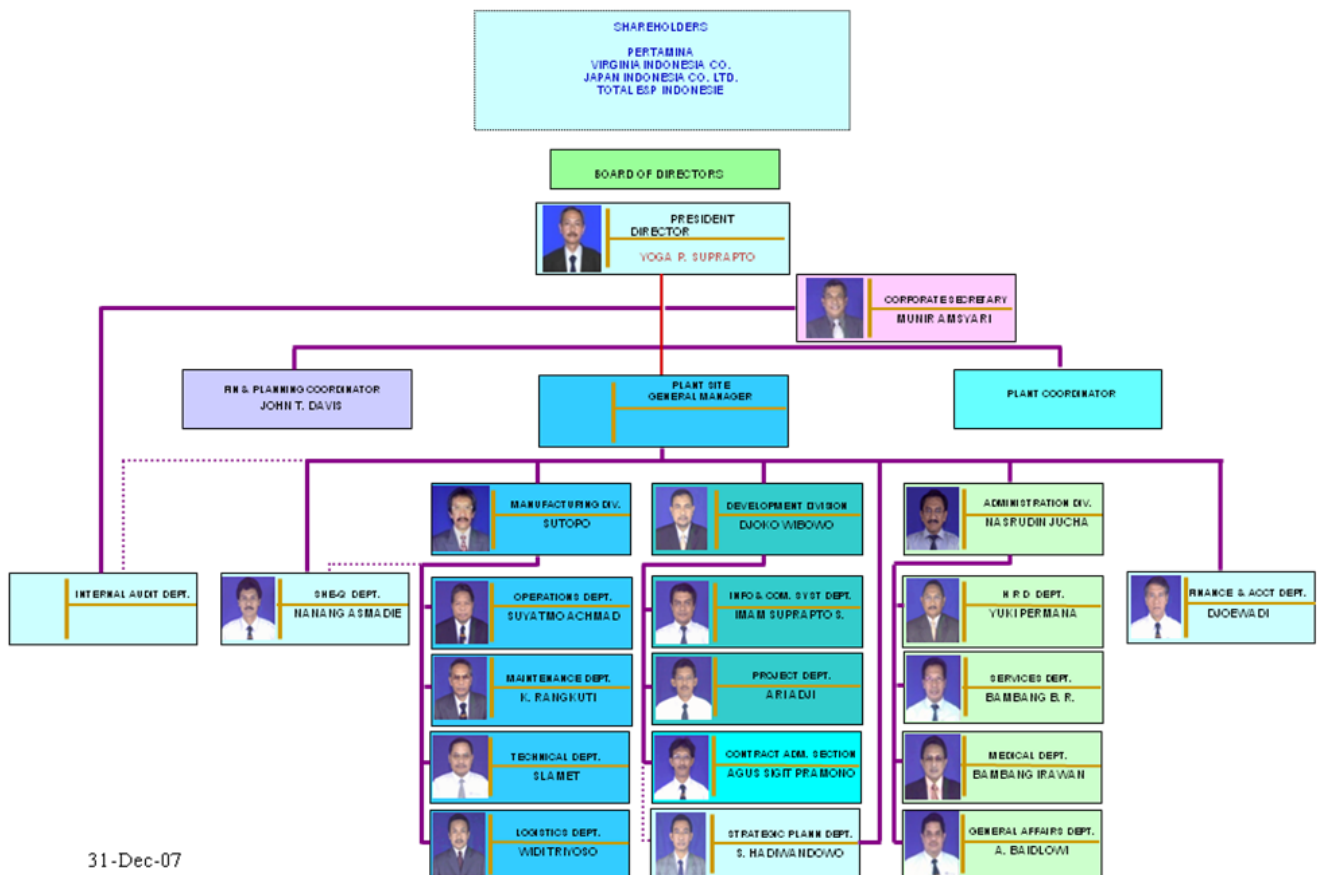 SHAREHOLDERS
PERTAMINA
VIRGINIA INDONESIA CO.
JAPAN INDONESIA CO. LTD.
TOTAL E&P INDONESIE
BOARD OF DIRECTORS
PRESIDENT
DIRECTOR
YOGA P. SUPRAPTO
CORPORATE SECRETARY
MUNIR AMSYARI
FIN & PLANNING COORDINATOR
JOHN T. DAVIS
PLANT SITE
GENERAL MANAGER
PLANT COORDINATOR
MANUFACTURING DIV.
SUTOPO
DEVELOPMENT DIVISION
DJOKO WIBOWO
ADMINISTRATION DIV.
NASRUDIN JUCHA
INTERNAL AUDIT DEPT.
SHE-Q DEPT.
NANANG ASMADIE
OPERATIONS DEPT.
SUYATMO ACHMAD
INFO & COM. SYST DEPT.
IMAM SUPRAPTO S.
H R D DEPT.
YUKI PERMANA
FINANCE & ACCT DEPT.
DJOEWADI
MAINTENANCE DEPT.
K. RANGKUTI
PROJECT DEPT.
ARI ADJI
SERVICES DEPT.
BAMBANG B. R.
TECHNICAL DEPT.
SLAMET
CONTRACT ADM. SECTION
AGUS SIGIT PRAMONO
MEDICAL DEPT.
BAMBANG IRAWAN
LOGISTICS DEPT.
WIDI TRIYOSO
STRATEGIC PLANN DEPT.
S. HADIWANDOWO
GENERAL AFFAIRS DEPT.
A. BAIDLOWI
31-Dec-07